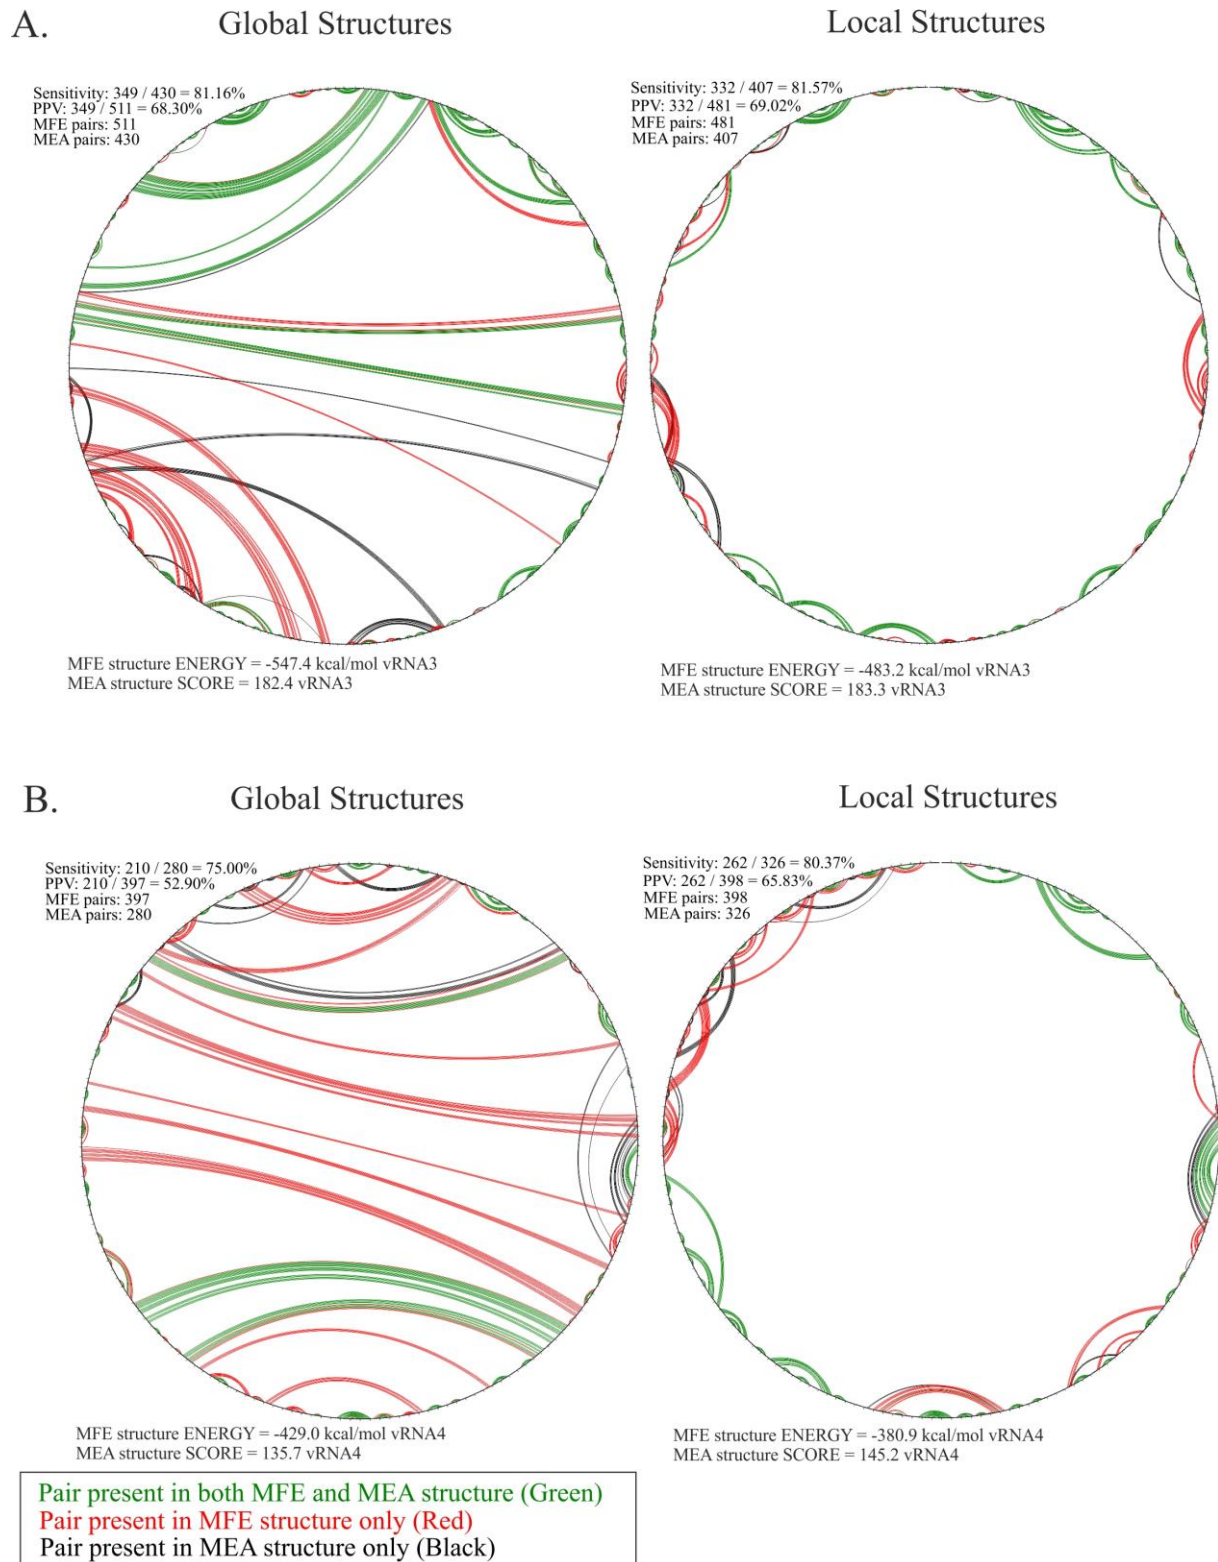 A.
Global Structures
Local Structures
Sensitivity: 349 / 430 = 81.16%
PPV: 349 / 511 = 68.30%
MFE pairs: 511
MEA pairs: 430
Sensitivity: 332 / 407 = 81.57%
PPV: 332 / 481 = 69.02%
MFE pairs: 481
MEA pairs: 407
MFE structure ENERGY = -547.4 kcal/mol vRNA3
MEA structure SCORE = 182.4 vRNA3
MFE structure ENERGY = -483.2 kcal/mol vRNA3
MEA structure SCORE = 183.3 vRNA3
B.
Global Structures
Local Structures
Sensitivity: 210 / 280 = 75.00%
PPV: 210 / 397 = 52.90%
MFE pairs: 397
MEA pairs: 280
Sensitivity: 262 / 326 = 80.37%
PPV: 262 / 398 = 65.83%
MFE pairs: 398
MEA pairs: 326
MFE structure ENERGY = -429.0 kcal/mol vRNA4
MEA structure SCORE = 135.7 vRNA4
MFE structure ENERGY = -380.9 kcal/mol vRNA4
MEA structure SCORE = 145.2 vRNA4
Pair present in both MFE and MEA structure (Green)
Pair present in MFE structure only (Red)
Pair present in MEA structure only (Black)